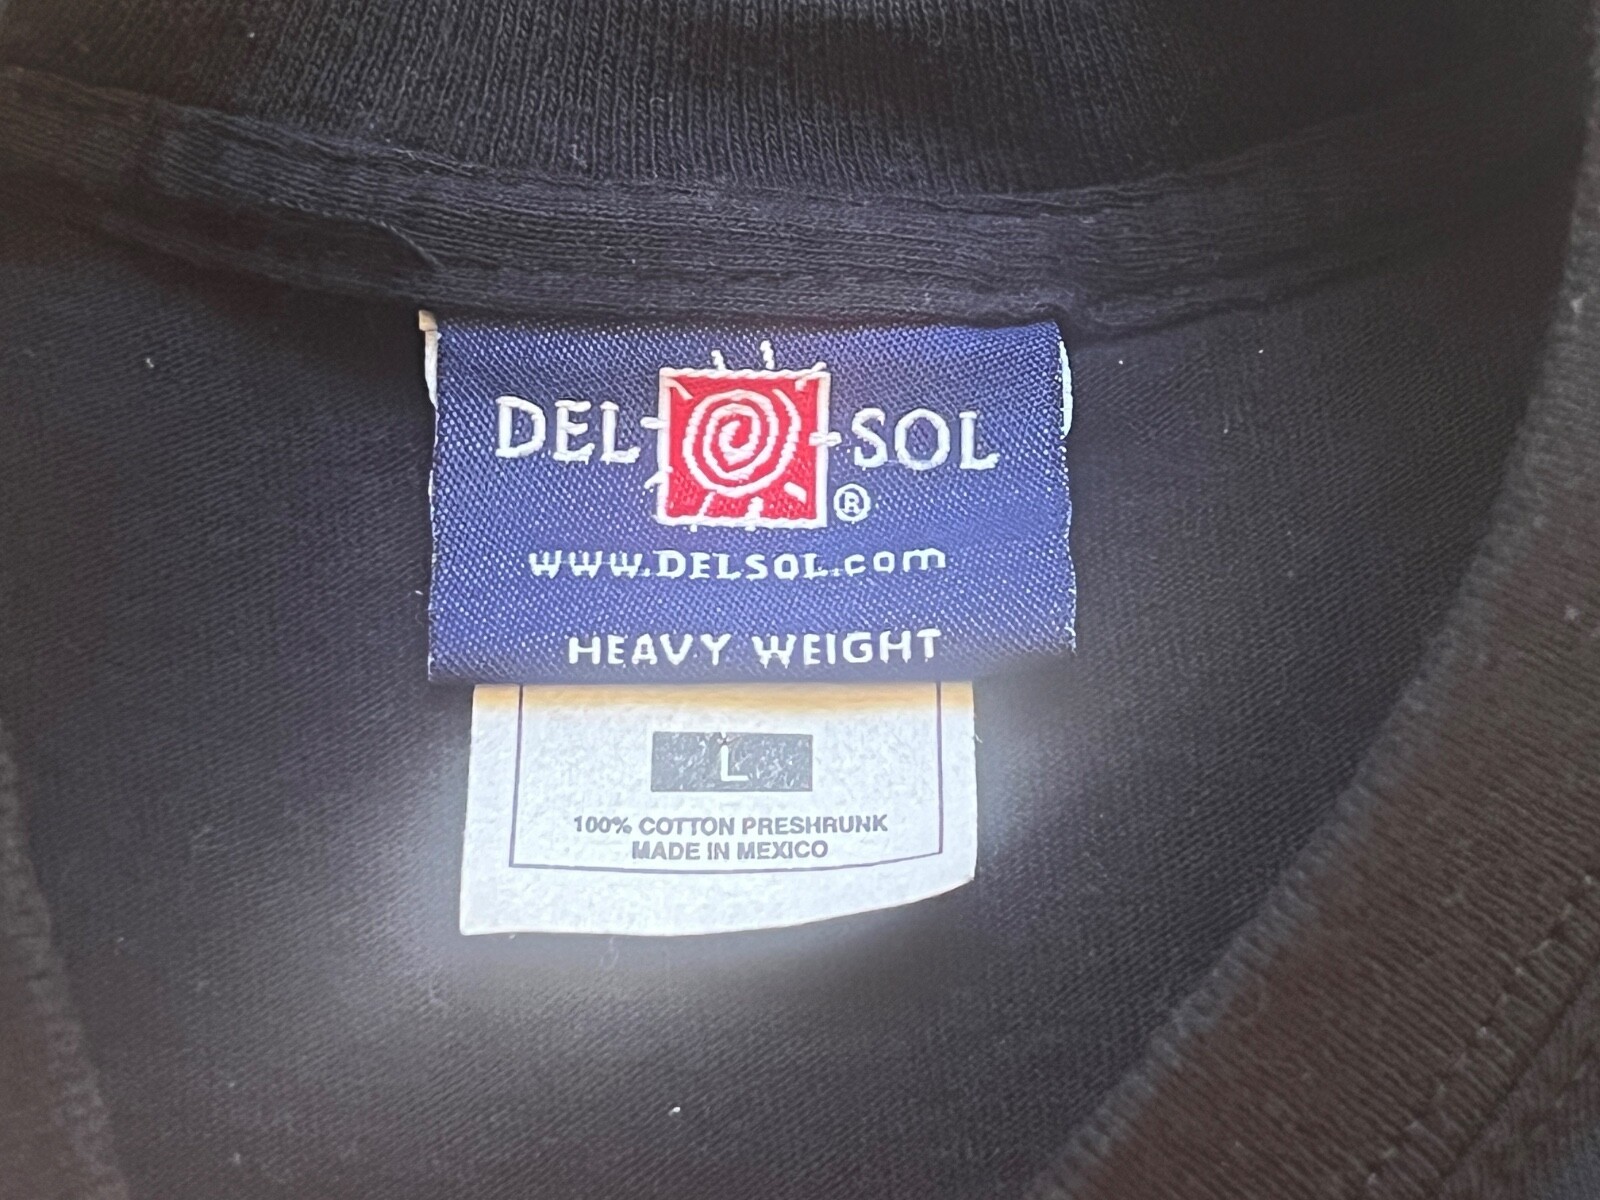 DEL SOL ®
www.DELSOL.com
HEAVY WEIGHT
L
100% COTTON PRESHRUNK
MADE IN MEXICO